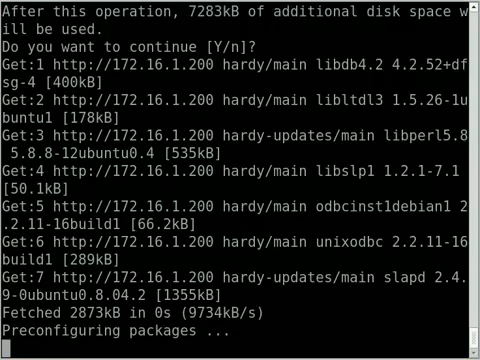 After this operation, 7283kB of additional disk space w
ill be used.
Do you want to continue [Y/n]?
Get:1 http://172.16.1.200 hardy/main libdb4.2 4.2.52+df
sg-4 [400kB]
Get:2 http://172.16.1.200 hardy/main libltdl3 1.5.26-1u
buntu1 [178kB]
Get:3 http://172.16.1.200 hardy-updates/main libperl5.8
 5.8.8-12ubuntu0.4 [535kB]
Get:4 http://172.16.1.200 hardy/main libslp1 1.2.1-7.1
[50.1kB]
Get:5 http://172.16.1.200 hardy/main odbcinst1debian1 2
.2.11-16build1 [66.2kB]
Get:6 http://172.16.1.200 hardy/main unixodbc 2.2.11-16
build1 [289kB]
Get:7 http://172.16.1.200 hardy-updates/main slapd 2.4.
9-0ubuntu0.8.04.2 [1355kB]
Fetched 2873kB in 0s (9734kB/s)
Preconfiguring packages ...